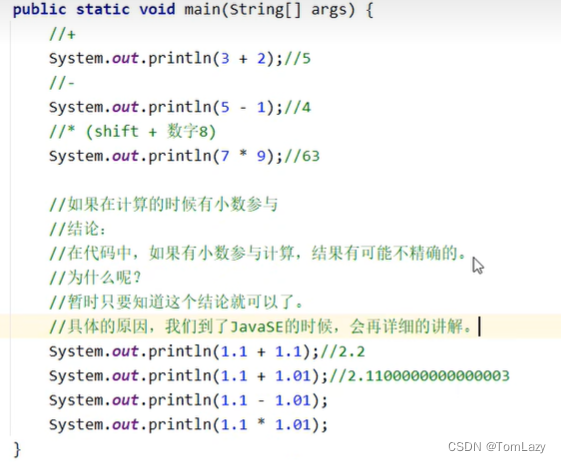 public static void main(String[] args) {
//+
System.out.println(3 + 2);//5
//-
System.out.println(5 - 1);//4
//* (shift + 数字8)
System.out.println(7 * 9);//63
//如果在计算的时候有小数参与
//结论：
//在代码中，如果有小数参与计算，结果有可能不精确的。
//为什么呢？
//暂时只要知道这个结论就可以了。
//具体的原因，我们到了JavaSE的时候，会再详细的讲解。
System.out.println(1.1 + 1.1);//2.2
System.out.println(1.1 + 1.01);//2.1100000000000003
System.out.println(1.1 - 1.01);
System.out.println(1.1 * 1.01);
}
CSDN @TomLazy